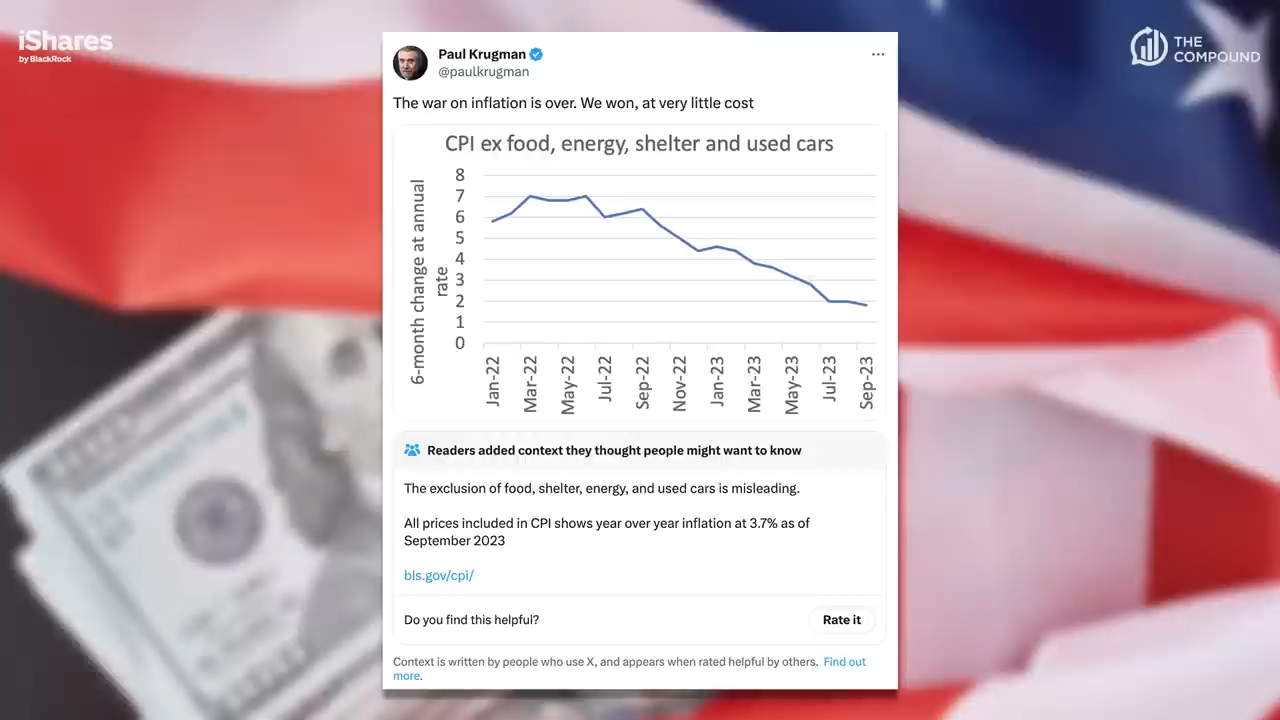 iShares
by BlackRock
THE
COMPOUND
Paul Krugman
@paulkrugman
The war on inflation is over. We won, at very little cost
CPI ex food, energy, shelter and used cars
6-month change at annual
rate
8
7
6
5
4
3
2
1
0
Jan-22
Mar-22
May-22
Jul-22
Sep-22
Nov-22
Jan-23
Mar-23
May-23
Jul-23
Sep-23
Readers added context they thought people might want to know
The exclusion of food, shelter, energy, and used cars is misleading.
All prices included in CPI shows year over year inflation at 3.7% as of
September 2023
bls.gov/cpi/
Do you find this helpful?
Rate it
Context is written by people who use X, and appears when rated helpful by others. Find out
more.